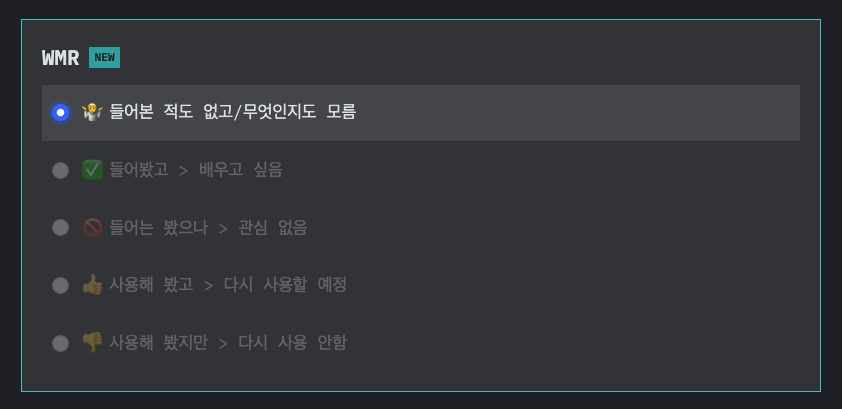 WMR NEW
🤷 들어본 적도 없고/무엇인지도 모름
✅ 들어봤고 > 배우고 싶음
🚫 들어는 봤으나 > 관심 없음
👍 사용해 봤고 > 다시 사용할 예정
👎 사용해 봤지만 > 다시 사용 안함